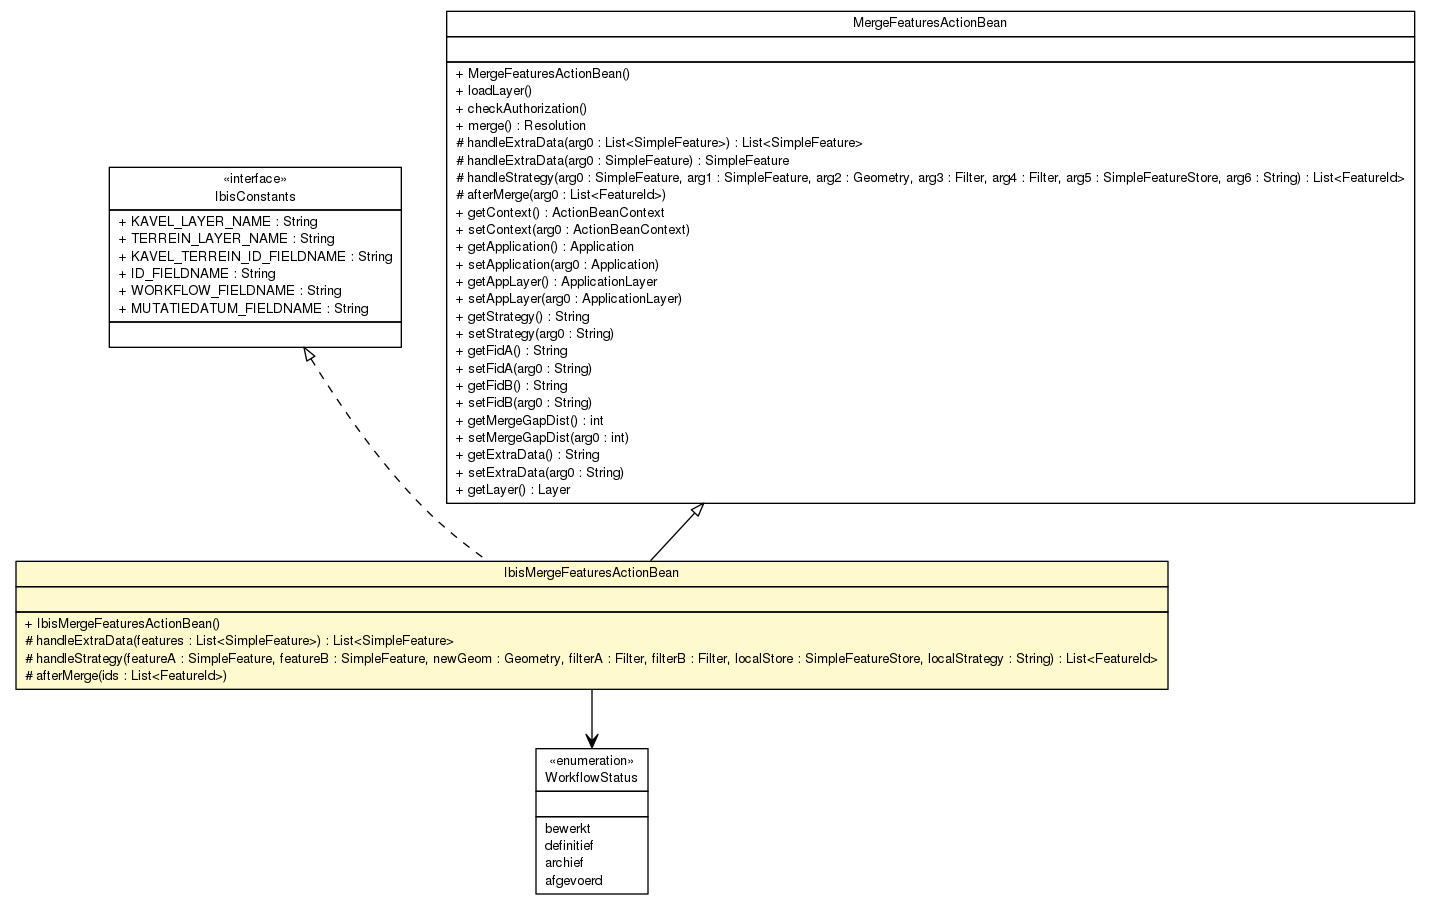 MergeFeaturesActionBean
+ MergeFeaturesActionBean()
+ loadLayer()
+ checkAuthorization()
+ merge() : Resolution
# handleExtraData(arg0 : List<SimpleFeature>) : List<SimpleFeature>
# handleExtraData(arg0 : SimpleFeature) : SimpleFeature
# handleStrategy(arg0 : SimpleFeature, arg1 : SimpleFeature, arg2 : Geometry, arg3 : Filter, arg4 : Filter, arg5 : SimpleFeatureStore, arg6 : String) : List<FeatureId>
# afterMerge(arg0 : List<FeatureId>)
+ getContext() : ActionBeanContext
+ setContext(arg0 : ActionBeanContext)
+ getApplication() : Application
+ setApplication(arg0 : Application)
+ getAppLayer() : ApplicationLayer
+ setAppLayer(arg0 : ApplicationLayer)
+ getStrategy() : String
+ setStrategy(arg0 : String)
+ getFidA() : String
+ setFidA(arg0 : String)
+ getFidB() : String
+ setFidB(arg0 : String)
+ getMergeGapDist() : int
+ setMergeGapDist(arg0 : int)
+ getExtraData() : String
+ setExtraData(arg0 : String)
+ getLayer() : Layer
«interface»
IbisConstants
+ KAVEL_LAYER_NAME : String
+ TERREIN_LAYER_NAME : String
+ KAVEL_TERREIN_ID_FIELDNAME : String
+ ID_FIELDNAME : String
+ WORKFLOW_FIELDNAME : String
+ MUTATIEDATUM_FIELDNAME : String
IbisMergeFeaturesActionBean
+ IbisMergeFeaturesActionBean()
# handleExtraData(features : List<SimpleFeature>) : List<SimpleFeature>
# handleStrategy(featureA : SimpleFeature, featureB : SimpleFeature, newGeom : Geometry, filterA : Filter, filterB : Filter, localStore : SimpleFeatureStore, localStrategy : String) : List<FeatureId>
# afterMerge(ids : List<FeatureId>)
«enumeration»
WorkflowStatus
bewerkt
definitief
archief
afgevoerd